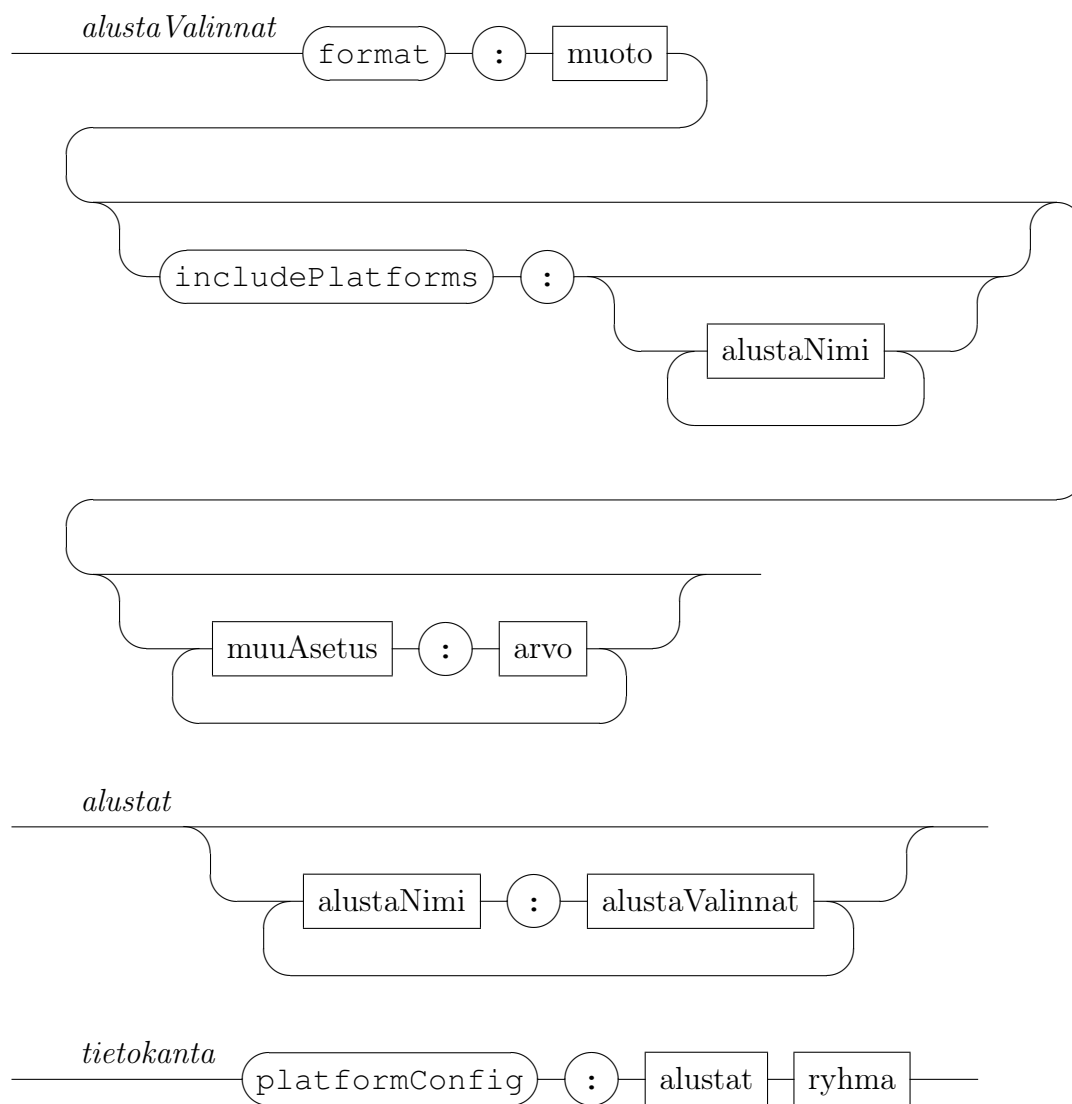 alustaValinnat
format : muoto
includePlatforms :
alustaNimi
muuAsetus : arvo
alustat
alustaNimi : alustaValinnat
tietokanta
platformConfig : alustat ryhma